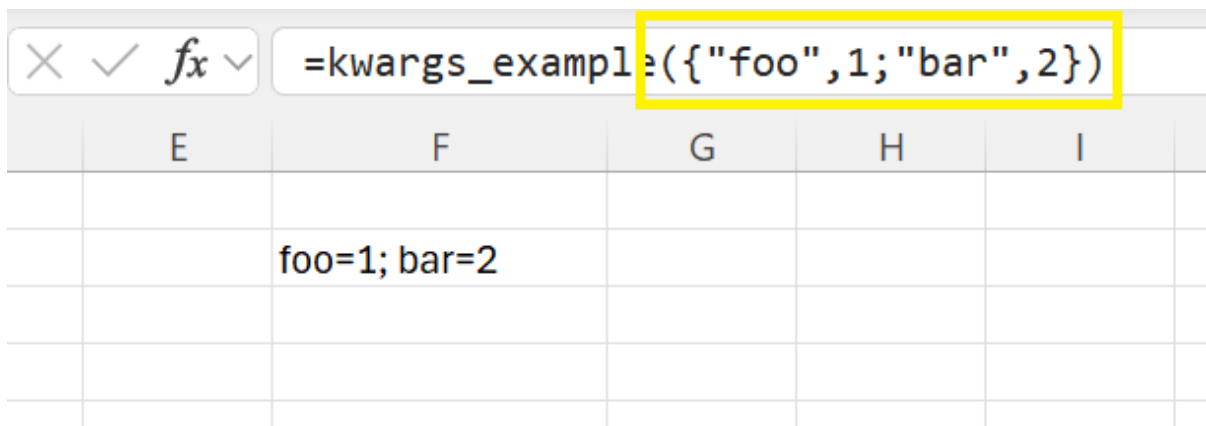 fx =kwargs_example({"foo",1;"bar",2})
E F G H I
foo=1; bar=2